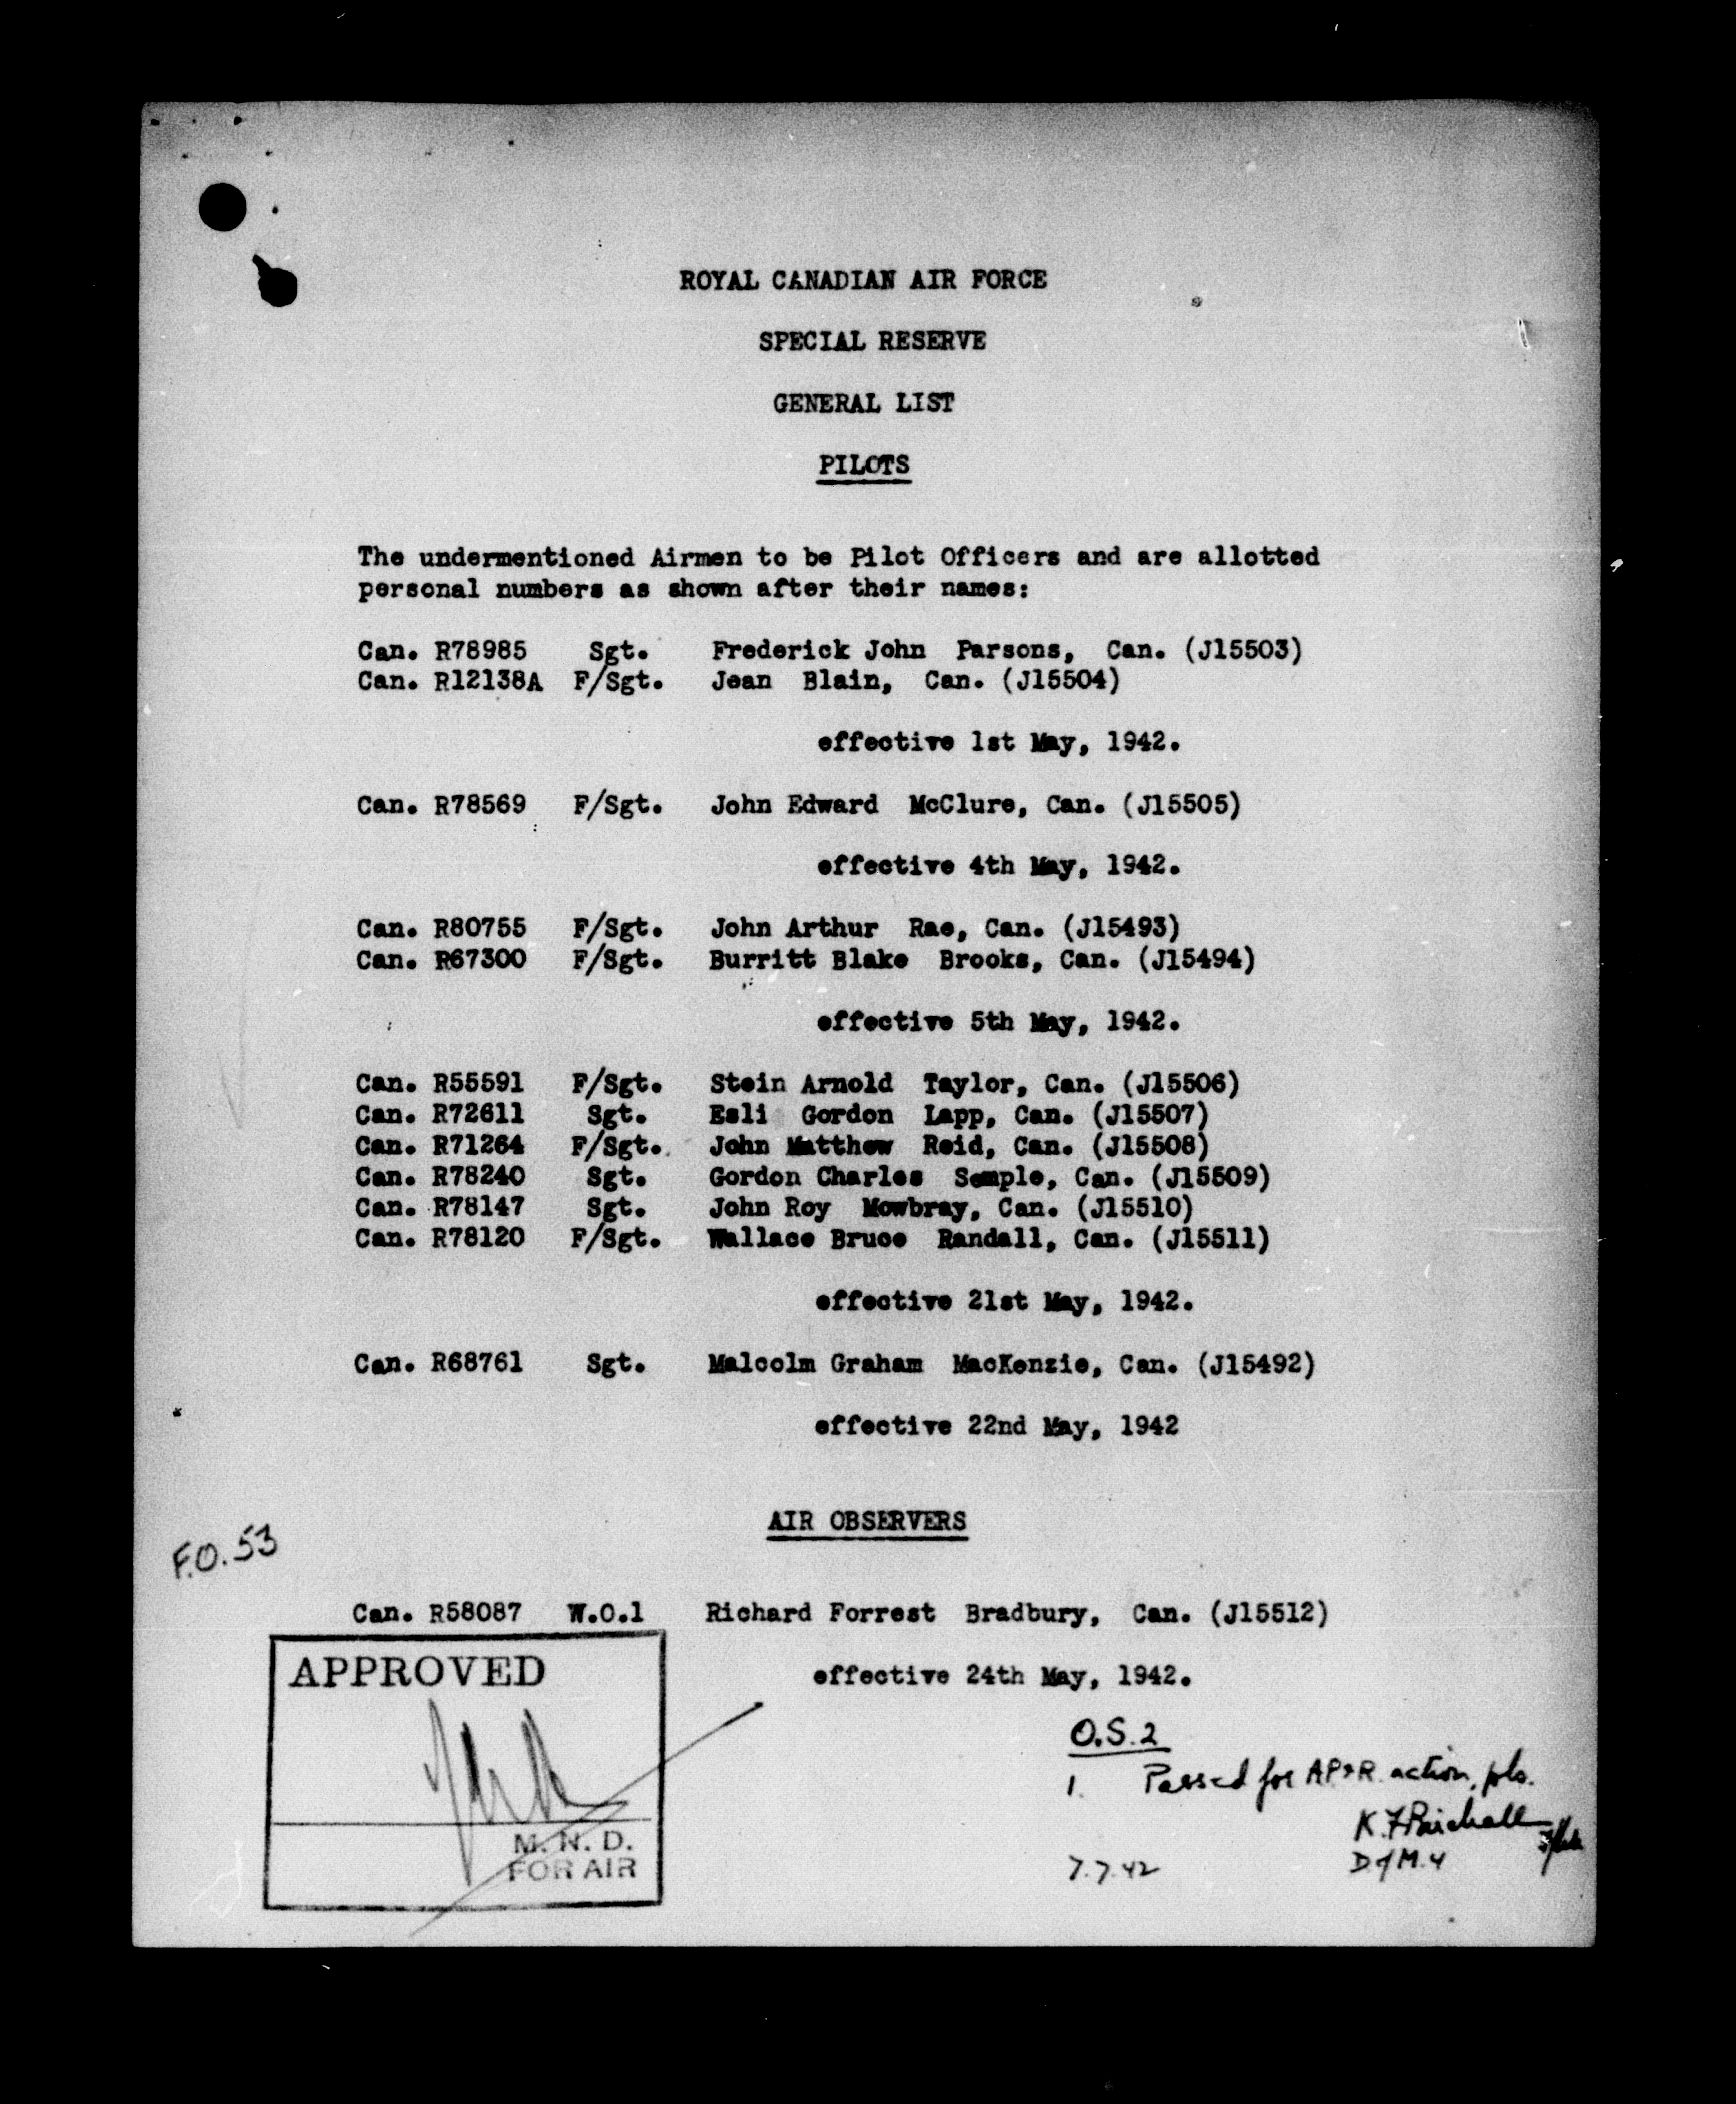 ROYAL CANADIAN AIR FORCE
SPECIAL RESERVE
GENERAL LIST
PILOTS
The undermentioned Airmen to be Pilot Officers and are allotted
personal numbers as shown after their names:
Can. R78985 Sgt. Frederick John Parsons, Can. (J15503)
Can. R12138A F/Sgt. Jean Blain, Can. (J15504)
effective 1st May, 1942.
Can. R78569 F/Sgt. John Edward McClure, Can. (J15505)
effective 4th May, 1942.
Can. R80755 F/Sgt. John Arthur Rae, Can. (J15493)
Can. R67300 F/Sgt. Burritt Blake Brooks, Can. (J15494)
effective 5th May, 1942.
Can. R55591 F/Sgt. Stein Arnold Taylor, Can. (J15506)
Can. R72611 Sgt. Esli Gordon Lapp, Can. (J15507)
Can. R71264 F/Sgt. John Matthew Reid, Can. (J15508)
Can. R78240 Sgt. Gordon Charles Semple, Can. (J15509)
Can. R78147 Sgt. John Roy Mowbray, Can. (J15510)
Can. R78120 F/Sgt. Wallace Bruce Randall, Can. (J15511)
effective 21st May, 1942.
Can. R68761 Sgt. Malcolm Graham MacKenzie, Can. (J15492)
effective 22nd May, 1942
AIR OBSERVERS
F.O. 53
Can. R58087 W.O.1 Richard Forrest Bradbury, Can. (J15512)
APPROVED
effective 24th May, 1942.
O.S.2
1. Passed for AP&R. action, pls.
M. N. D.
FOR AIR
K.F.
D of M.4
7.7.42